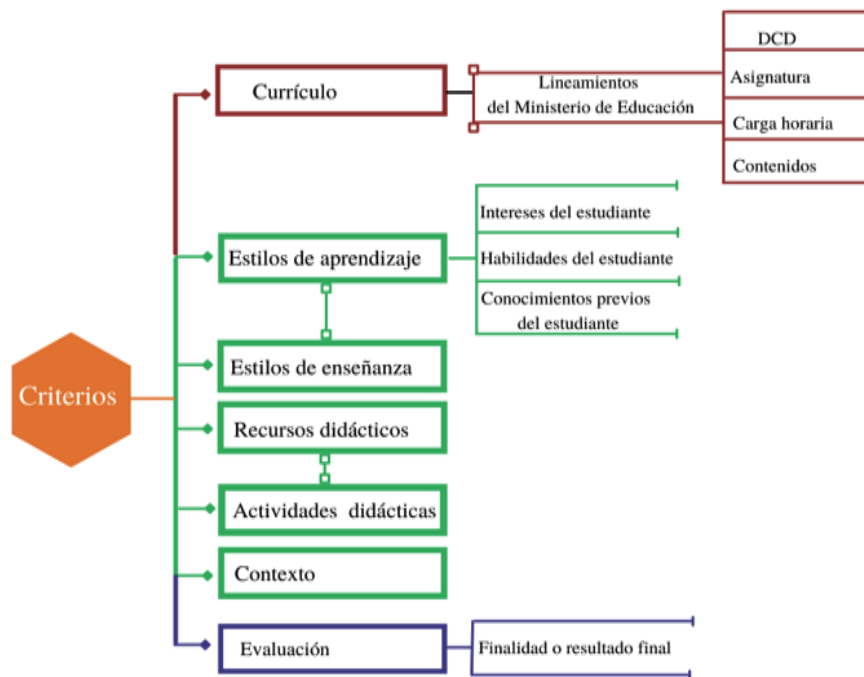 Criterios
Currículo
Lineamientos
del Ministerio de Educación
DCD
Asignatura
Carga horaria
Contenidos
Estilos de aprendizaje
Intereses del estudiante
Habilidades del estudiante
Conocimientos previos
del estudiante
Estilos de enseñanza
Recursos didácticos
Actividades didácticas
Contexto
Evaluación
Finalidad o resultado final